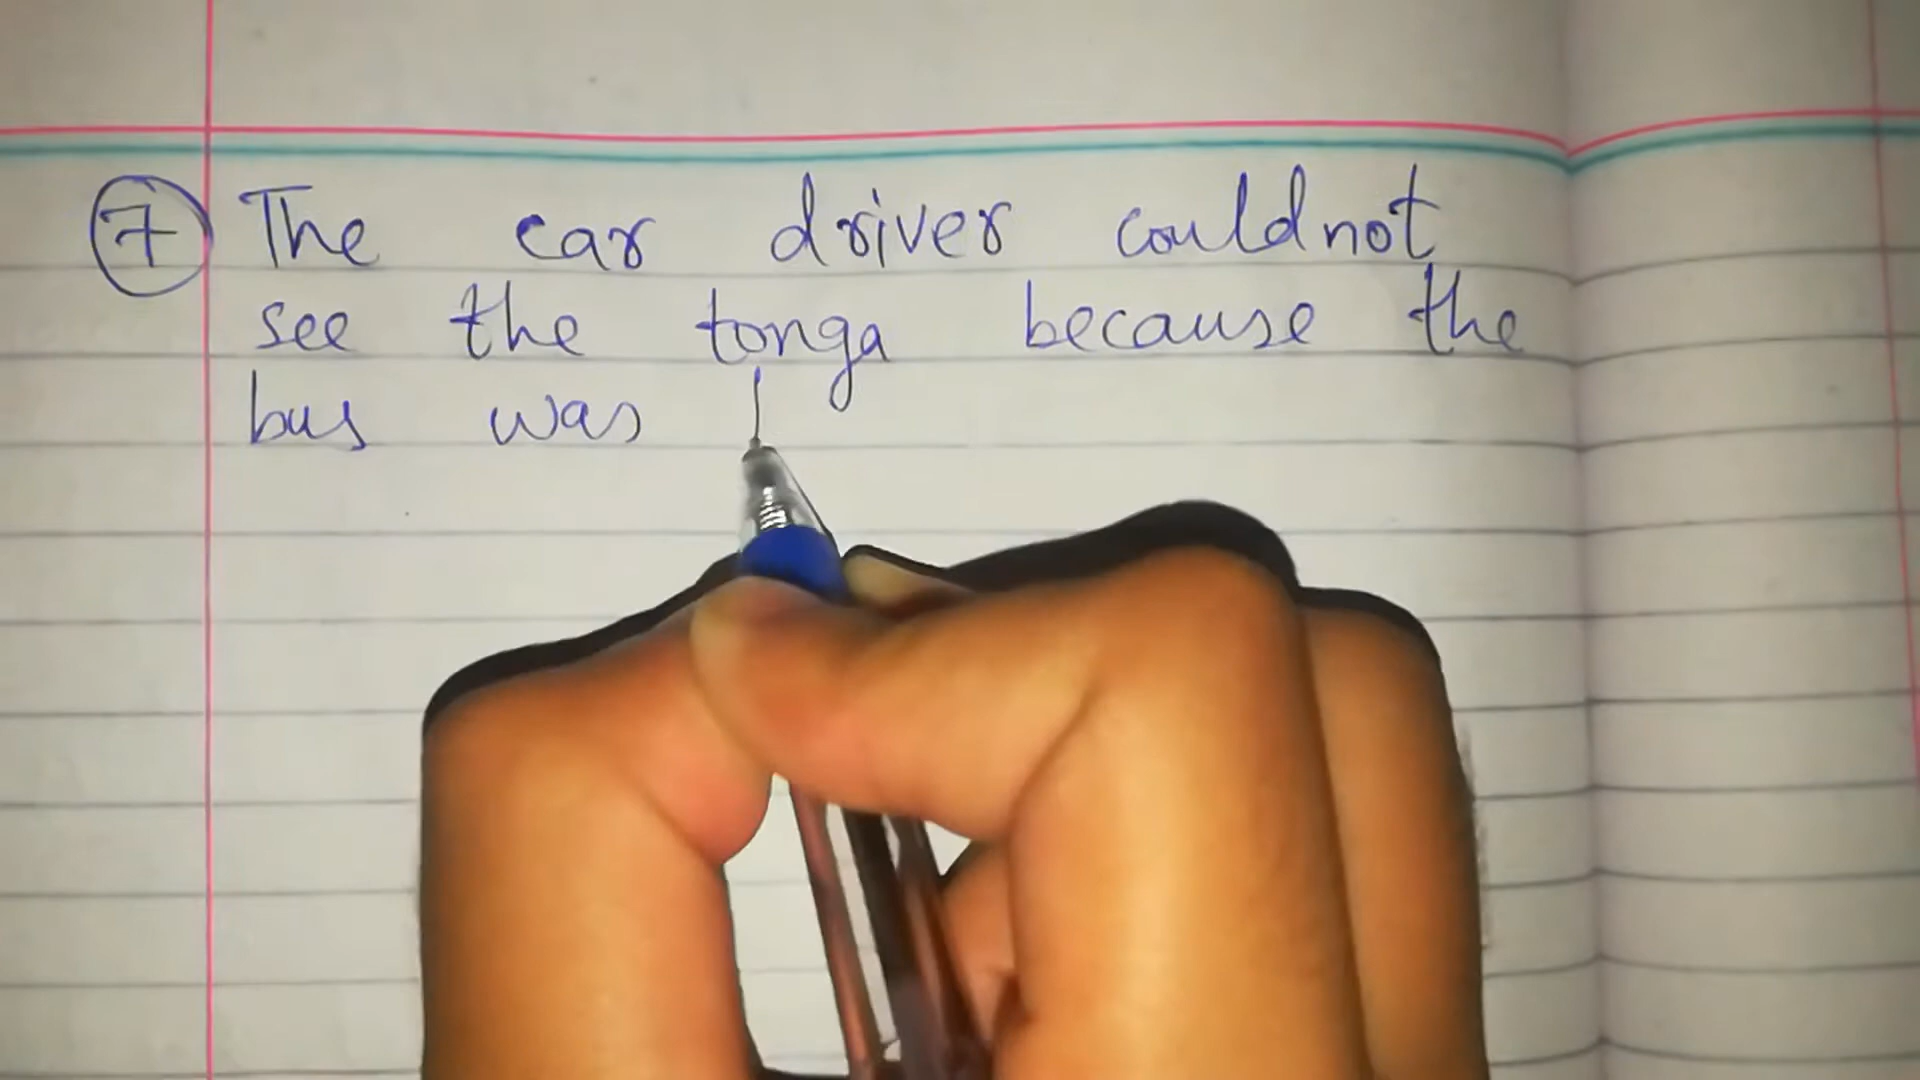 7 The car driver couldnot
see the tonga because the
bus was